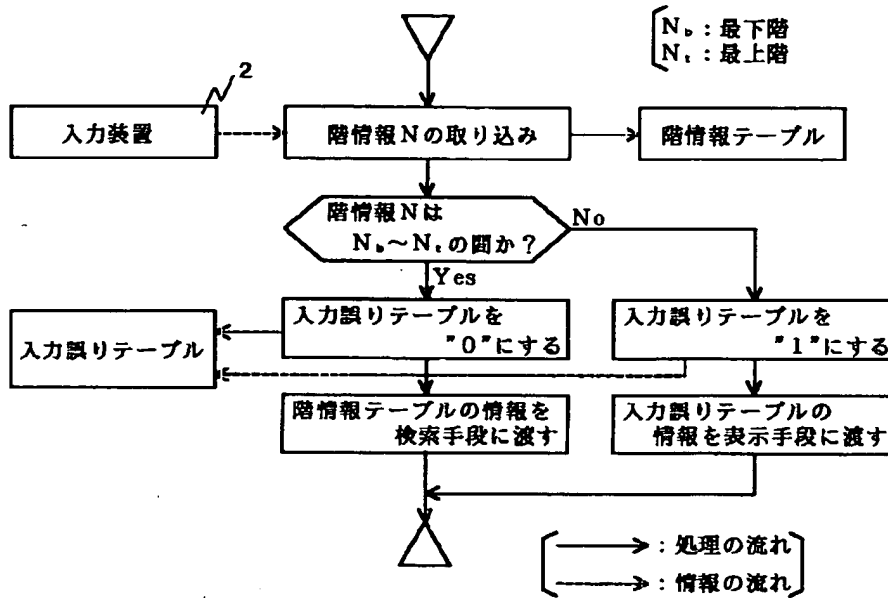 N_b：最下階
N_t：最上階
2
入力装置
階情報Nの取り込み
階情報テーブル
階情報Nは
N_b～N_tの間か？
No
Yes
入力誤りテーブルを
"0"にする
入力誤りテーブルを
"1"にする
入力誤りテーブル
階情報テーブルの情報を
検索手段に渡す
入力誤りテーブルの
情報を表示手段に渡す
：処理の流れ
：情報の流れ